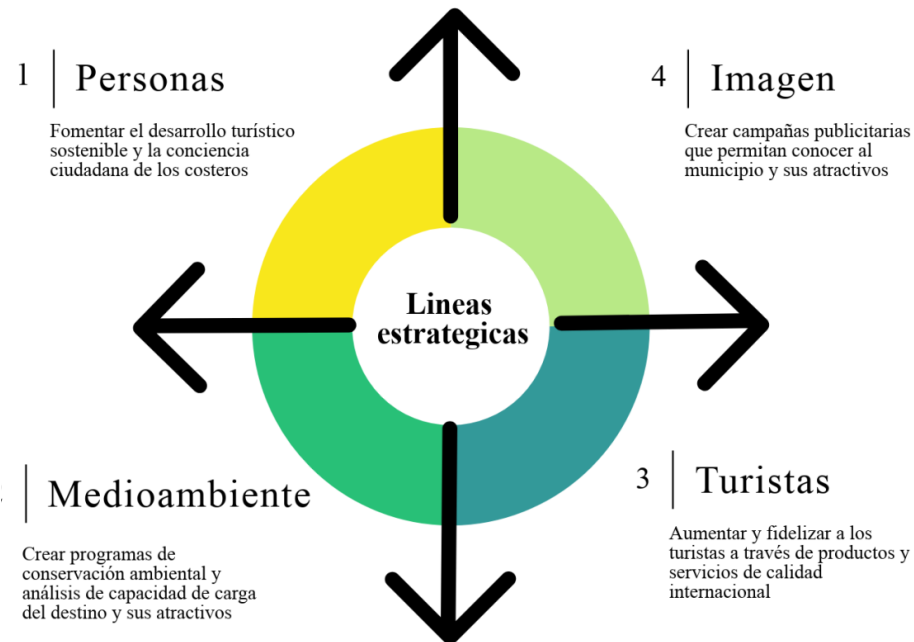 1
Personas
Fomentar el desarrollo turístico
sostenible y la conciencia
ciudadana de los costeros
4
Imagen
Crear campañas publicitarias
que permitan conocer al
municipio y sus atractivos
Lineas
estrategicas
Medioambiente
Crear programas de
conservación ambiental y
análisis de capacidad de carga
del destino y sus atractivos
3
Turistas
Aumentar y fidelizar a los
turistas a través de productos y
servicios de calidad
internacional